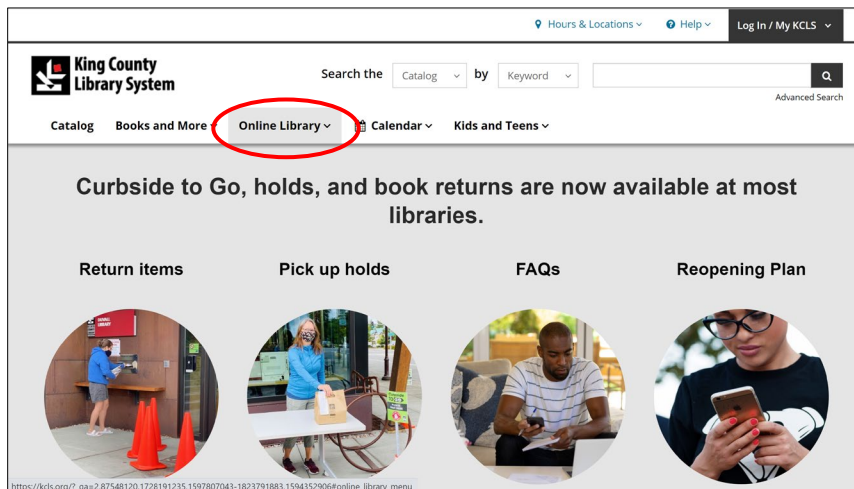 Hours & Locations
Help
Log In / My KCLS
King County
Library System
Search the
Catalog
by
Keyword
Advanced Search
Catalog
Books and More
Online Library
Calendar
Kids and Teens
Curbside to Go, holds, and book returns are now available at most
libraries.
Return items
Pick up holds
FAQs
Reopening Plan
LIBRARY
https://kcls.org/?_ga=2.87548120.1728191235.1597807043-1823791883.1594352906#online_library_menu